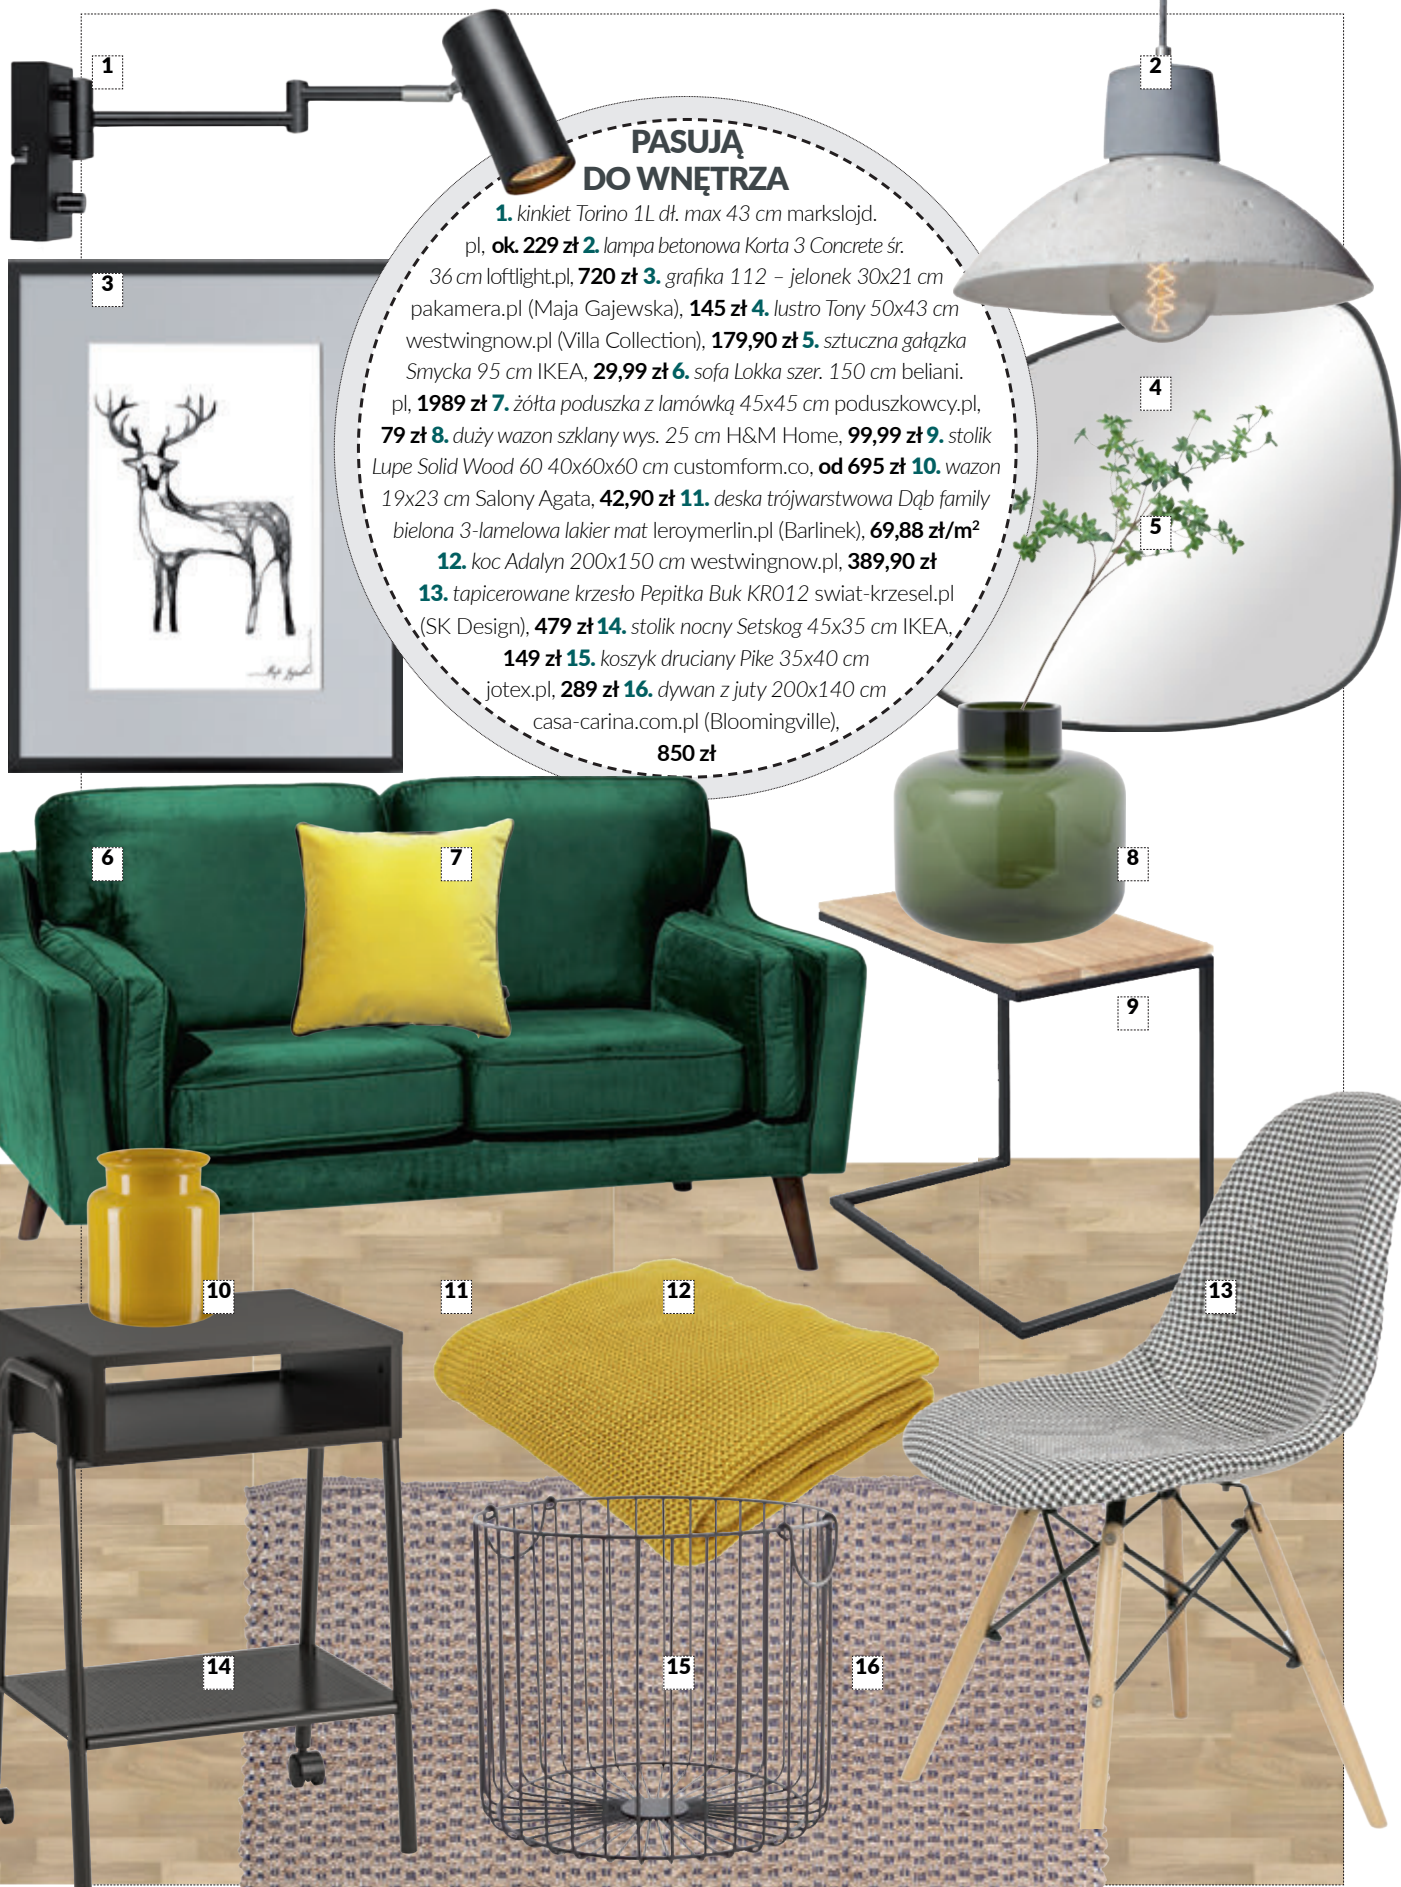 1
2
PASUJĄ
DO WNĘTRZA
1. kinkiet Torino 1L dł. max 43 cm markslojd.
pl, ok. 229 zł 2. lampa betonowa Korta 3 Concrete śr.
36 cm loftlight.pl, 720 zł 3. grafika 112 – jelonek 30x21 cm
pakamera.pl (Maja Gajewska), 145 zł 4. lustro Tony 50x43 cm
westwingnow.pl (Villa Collection), 179,90 zł 5. sztuczna gałązka
Smycka 95 cm IKEA, 29,99 zł 6. sofa Lokka szer. 150 cm beliani.
pl, 1989 zł 7. żółta poduszka z lamówką 45x45 cm poduszkowcy.pl,
79 zł 8. duży wazon szklany wys. 25 cm H&M Home, 99,99 zł 9. stolik
Lupe Solid Wood 60 40x60x60 cm customform.co, od 695 zł 10. wazon
19x23 cm Salony Agata, 42,90 zł 11. deska trójwarstwowa Dąb family
bielona 3-lamelowa lakier mat leroymerlin.pl (Barlinek), 69,88 zł/m²
12. koc Adalyn 200x150 cm westwingnow.pl, 389,90 zł
13. tapicerowane krzesło Pepitka Buk KR012 swiat-krzesel.pl
(SK Design), 479 zł 14. stolik nocny Setskog 45x35 cm IKEA,
149 zł 15. koszyk druciany Pike 35x40 cm
jotex.pl, 289 zł 16. dywan z juty 200x140 cm
casa-carina.com.pl (Bloomingville),
850 zł
3
4
5
6
7
8
9
10
11
12
13
14
15
16